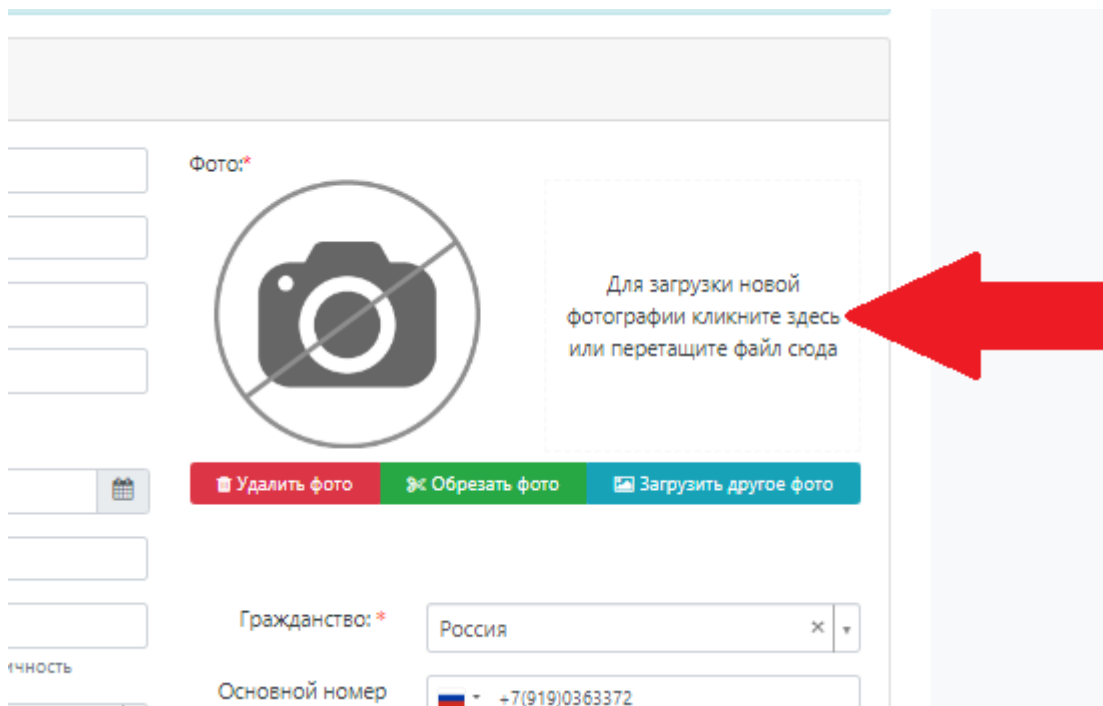 Фото:*
Для загрузки новой
фотографии кликните здесь
или перетащите файл сюда
Удалить фото
Обрезать фото
Загрузить другое фото
Гражданство: *
Россия
ичность
Основной номер
+7(919)0363372